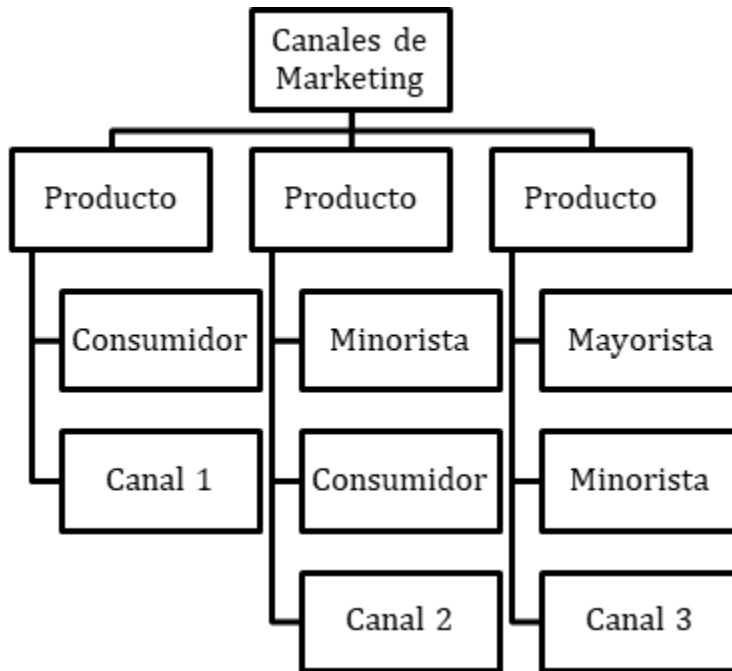 Canales de
Marketing
Producto
Producto
Producto
Consumidor
Minorista
Mayorista
Canal 1
Consumidor
Minorista
Canal 2
Canal 3